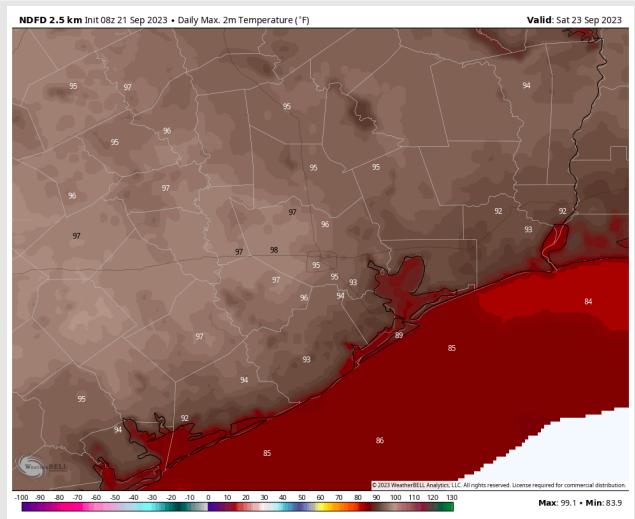 NDFD 2.5 km Init 08z 21 Sep 2023 • Daily Max. 2m Temperature (°F) Valid: Sat 23 Sep 2023
95 97 94
95
96
95
95 95
96 97
97 92 92
96 93
97
97 98
95
97 95 93
96 94
84
97 89 85
93
94
95
92
94
86
85
WeatherBELL
© 2023 WeatherBELL Analytics, LLC. All rights reserved. License required for commercial distribution.
-100 -90 -80 -70 -60 -50 -40 -30 -20 -10 0 10 20 30 40 50 60 70 80 90 100 110 120 130
Max: 99.1 • Min: 83.9